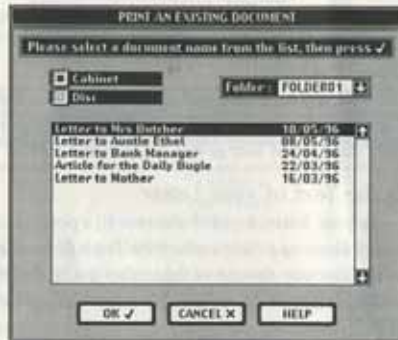 PRINT AN EXISTING DOCUMENT
Please select a document name from the list, then press ✓
Cabinet
Folder: FOLDER01
Disc
Letter to Mrs Butcher 18/05/96
Letter to Auntie Ethel 08/05/96
Letter to Bank Manager 24/04/96
Article for the Daily Bugle 22/03/96
Letter to Mother 16/03/96
OK ✓ CANCEL X HELP